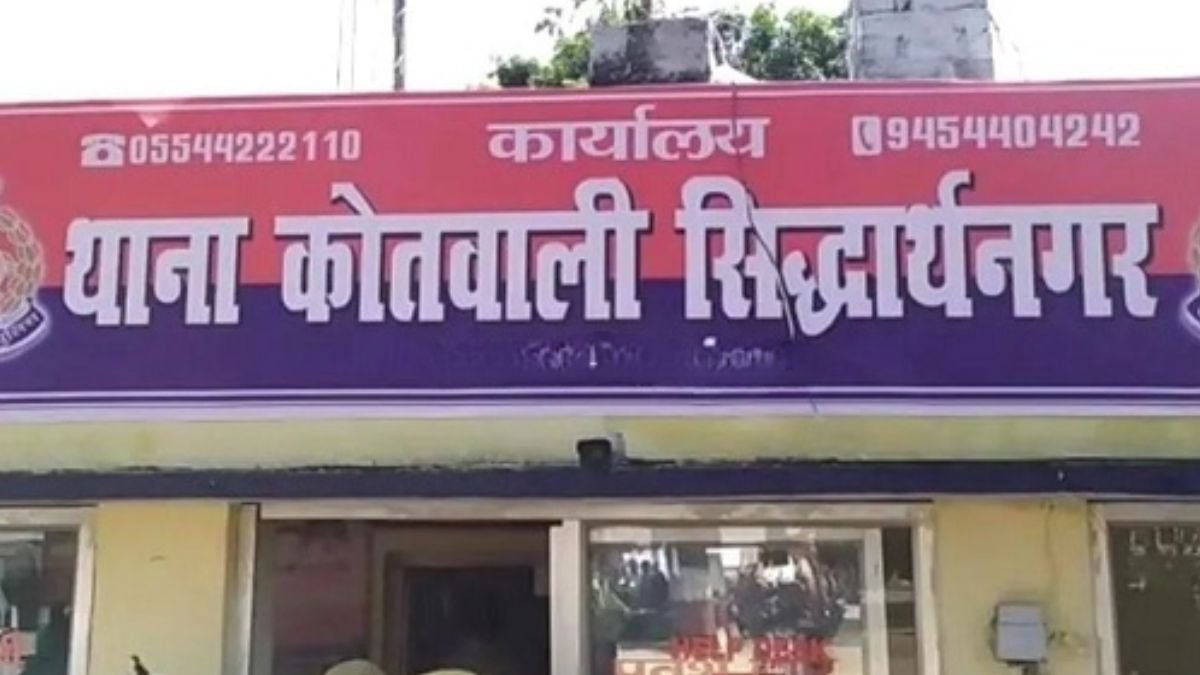 05544222110 कार्यालय 9454404242
थाना कोतवाली सिद्धार्थनगर
HELP DESK